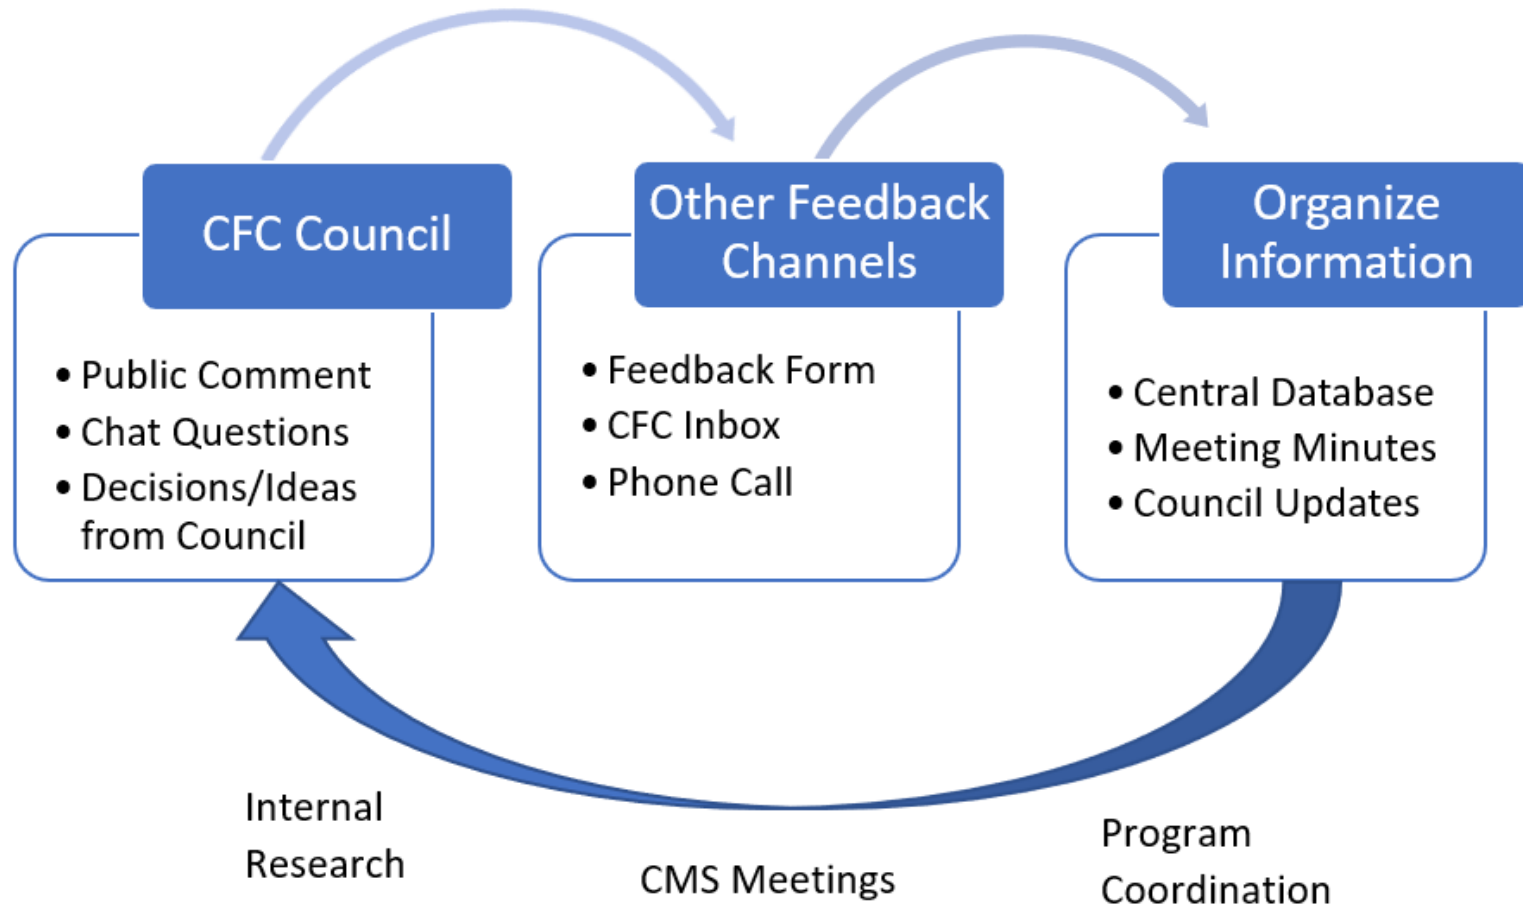 CFC Council
• Public Comment
• Chat Questions
• Decisions/Ideas
from Council
Other Feedback
Channels
• Feedback Form
• CFC Inbox
• Phone Call
Organize
Information
• Central Database
• Meeting Minutes
• Council Updates
Internal
Research
CMS Meetings
Program
Coordination